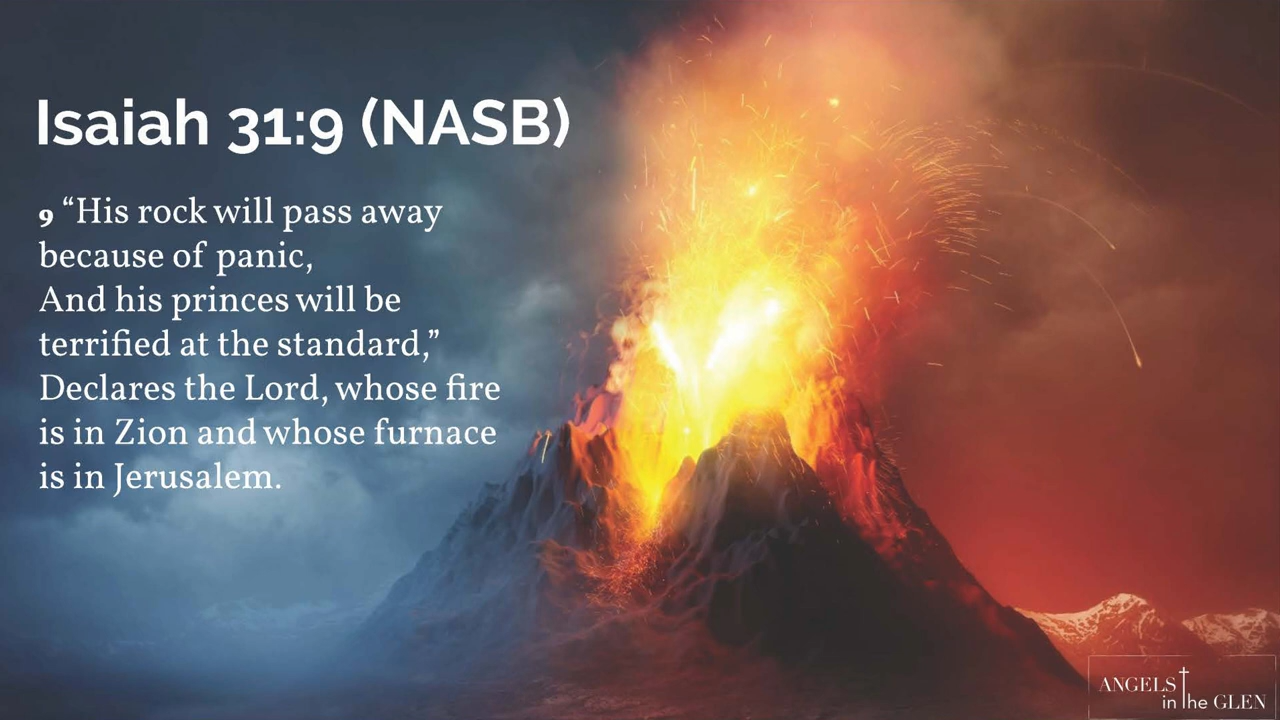 Isaiah 31:9 (NASB)
9 “His rock will pass away
because of panic,
And his princes will be
terrified at the standard,”
Declares the Lord, whose fire
is in Zion and whose furnace
is in Jerusalem.
ANGELS
in the GLEN